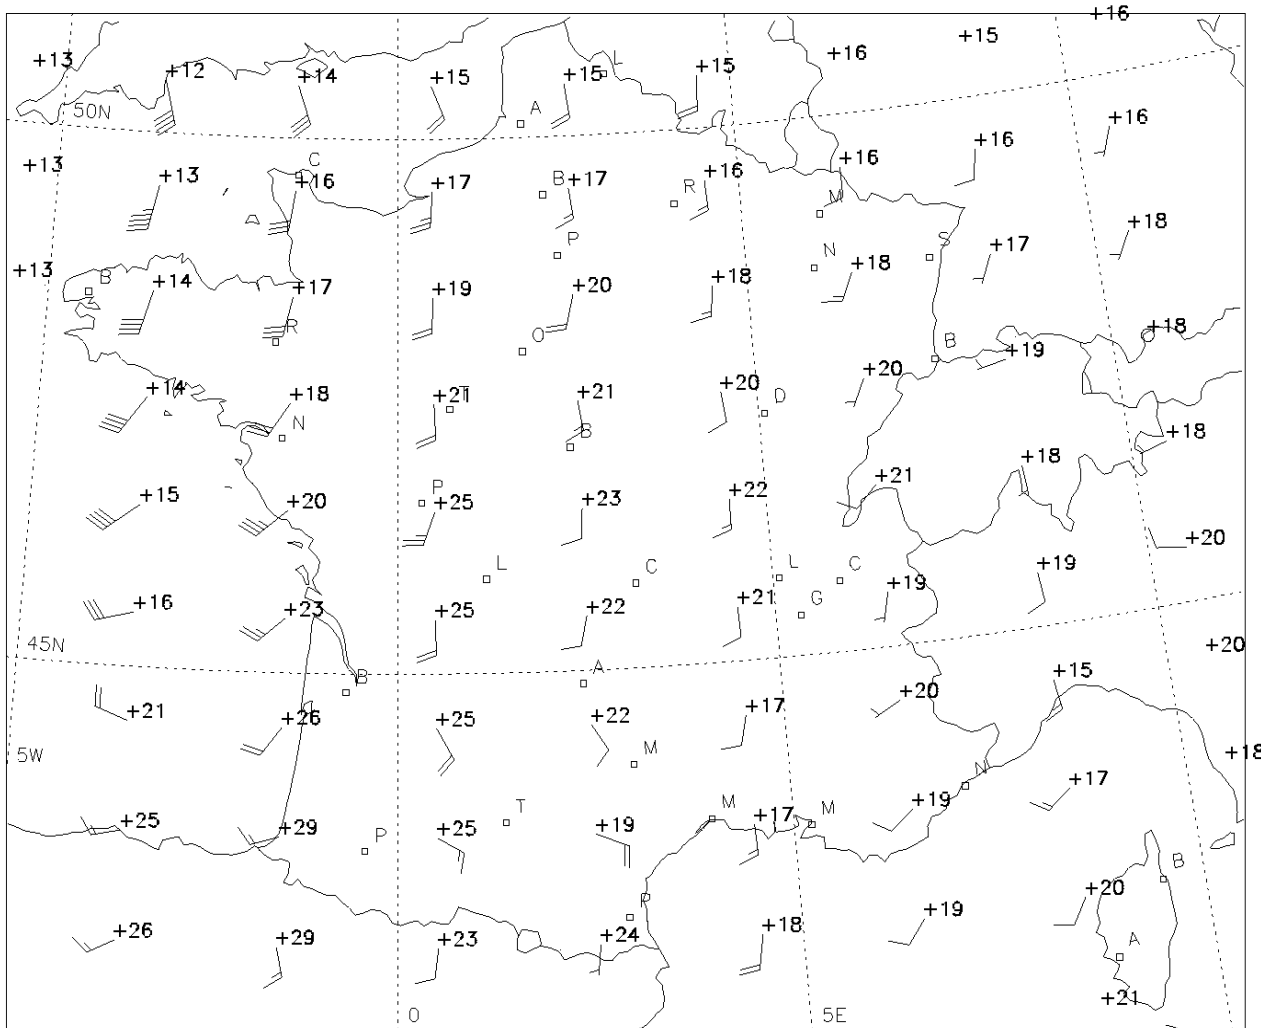 +16
+15
+13 +16
+12 +14 +15 +15 L +15
50N A +16
C +16 +16
+13 +13 +16 +17 B +17 R +16 M
+18
P N S +17
+13 B +14 +17 +19 +20 +18 +18
R O B +19 +18
+14 +18 +21 T +21 +20 D +20
N B +18
+15 +20 P +25 +23 +22 +21 +18
+20
L C L C +19
+16 +23 +25 +22 +21 G +19
45N +20
B A +15
+21 +26 +25 +22 +17 +20
5W M N +18
+25 +29 P +25 T +19 M +17 M +19 +17
B
+26 +29 +23 +24 P +18 +19 +20
A
+21
0 5E